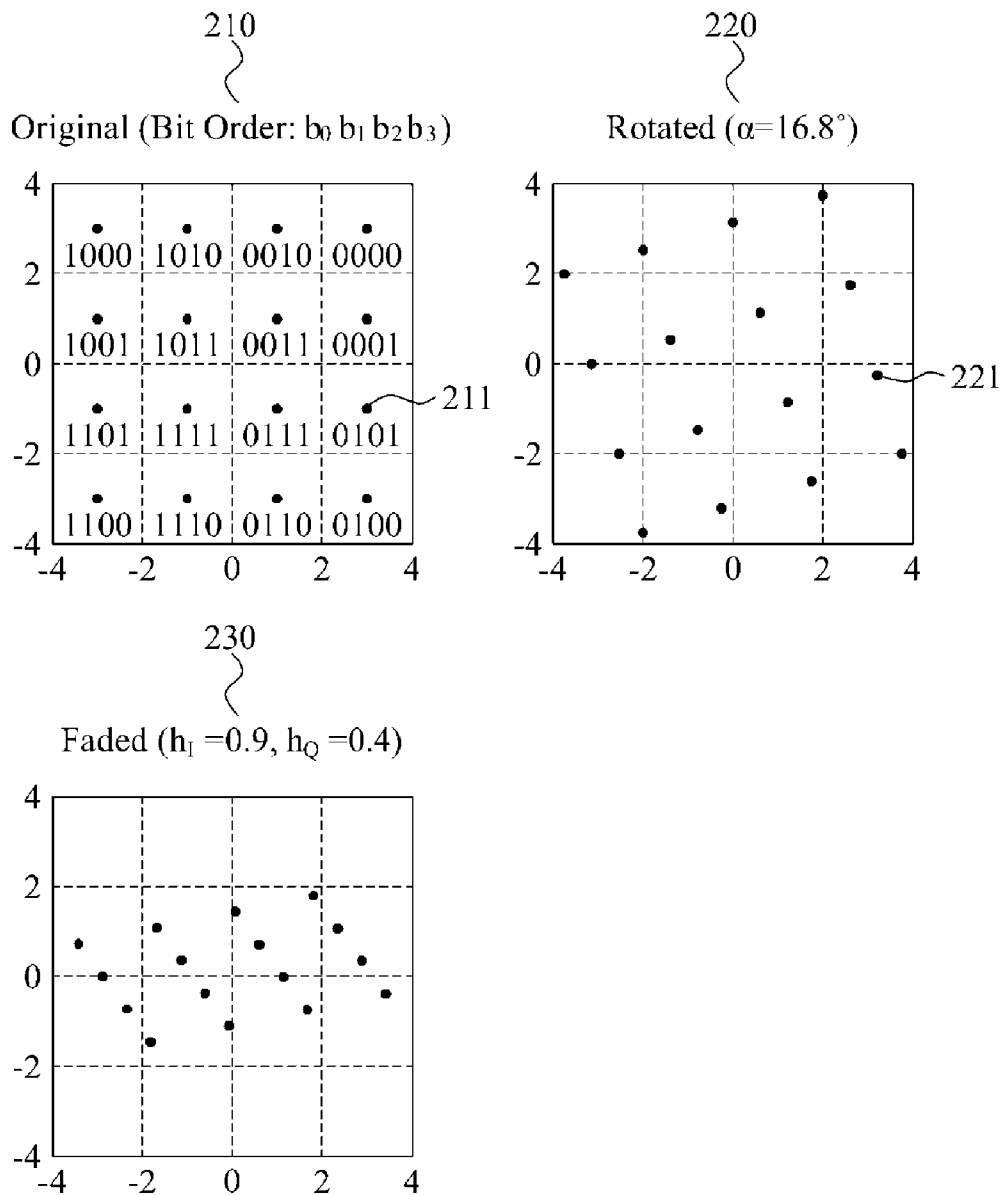 210
Original (Bit Order: b₀ b₁ b₂ b₃)
4
1000 1010 0010 0000
2
1001 1011 0011 0001
0
211
1101 1111 0111 0101
-2
1100 1110 0110 0100
-4
-4 -2 0 2 4
220
Rotated (α=16.8°)
4
2
0
221
-2
-4
-4 -2 0 2 4
230
Faded (h_I =0.9, h_Q =0.4)
4
2
0
-2
-4
-4 -2 0 2 4